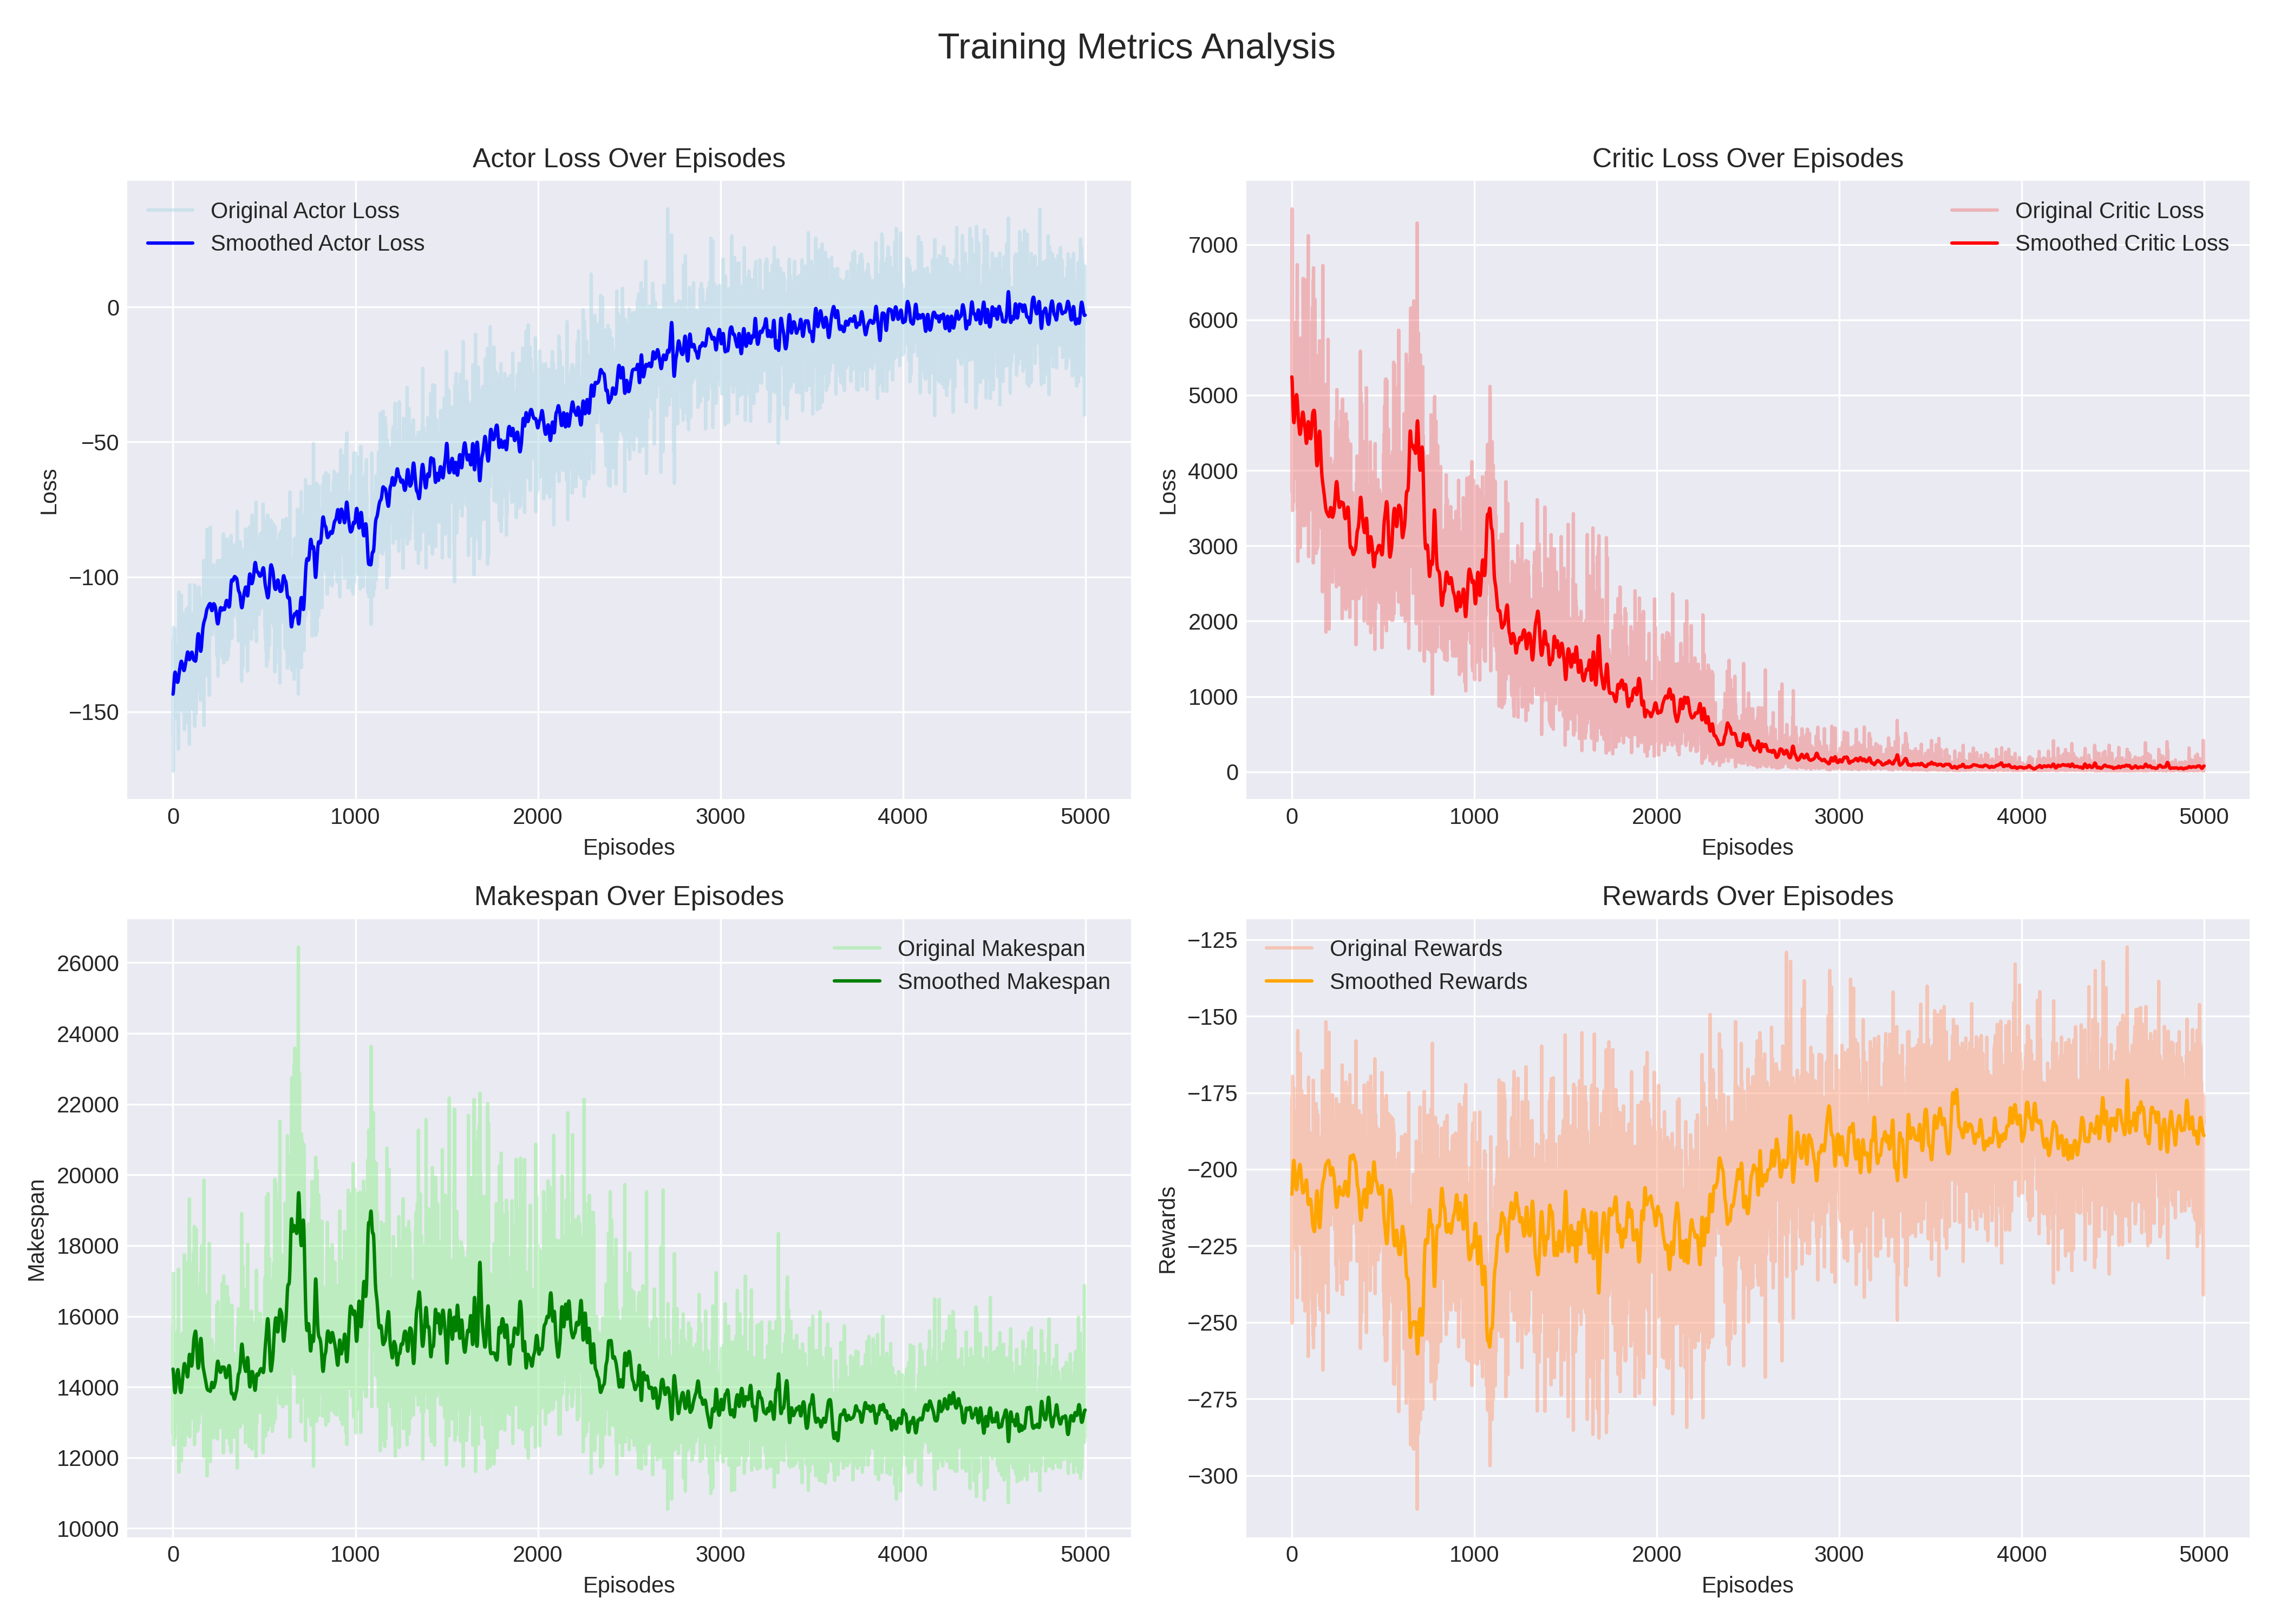 Training Metrics Analysis
Actor Loss Over Episodes
Original Actor Loss
Smoothed Actor Loss
Loss
0
−50
−100
−150
0 1000 2000 3000 4000 5000
Episodes
Critic Loss Over Episodes
Original Critic Loss
Smoothed Critic Loss
Loss
7000
6000
5000
4000
3000
2000
1000
0
0 1000 2000 3000 4000 5000
Episodes
Makespan Over Episodes
Original Makespan
Smoothed Makespan
Makespan
26000
24000
22000
20000
18000
16000
14000
12000
10000
0 1000 2000 3000 4000 5000
Episodes
Rewards Over Episodes
Original Rewards
Smoothed Rewards
Rewards
−125
−150
−175
−200
−225
−250
−275
−300
0 1000 2000 3000 4000 5000
Episodes